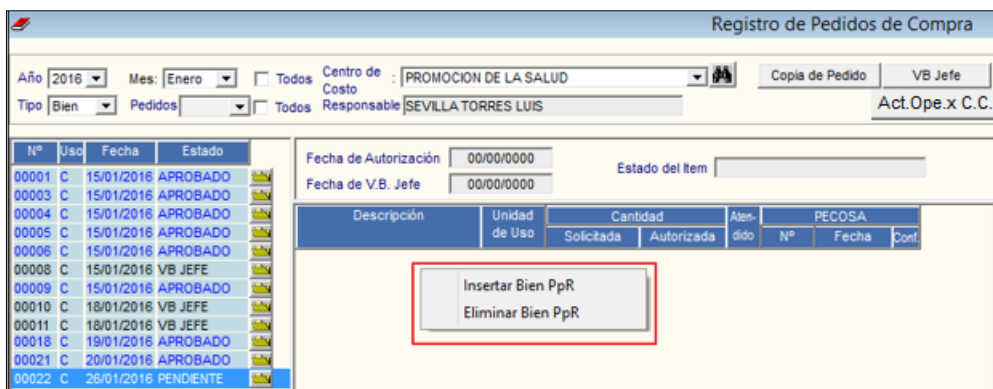 Registro de Pedidos de Compra
Año 2016 Mes: Enero Todos Centro de Costo : PROMOCION DE LA SALUD Copia de Pedido VB Jefe
Tipo Bien Pedidos Todos Responsable SEVILLA TORRES LUIS Act.Ope.x C.C.
Nº Uso Fecha Estado
00001 C 15/01/2016 APROBADO
00003 C 15/01/2016 APROBADO
00004 C 15/01/2016 APROBADO
00005 C 15/01/2016 APROBADO
00006 C 15/01/2016 APROBADO
00008 C 15/01/2016 VB JEFE
00009 C 15/01/2016 APROBADO
00010 C 18/01/2016 VB JEFE
00011 C 18/01/2016 VB JEFE
00018 C 19/01/2016 APROBADO
00021 C 20/01/2016 APROBADO
00022 C 26/01/2016 PENDIENTE
Fecha de Autorización 00/00/0000 Estado del Item
Fecha de V.B. Jefe 00/00/0000
Descripción Unidad de Uso Cantidad Aten- dido PECOSA
Solicitada Autorizada Nº Fecha Conf.
Insertar Bien PpR
Eliminar Bien PpR